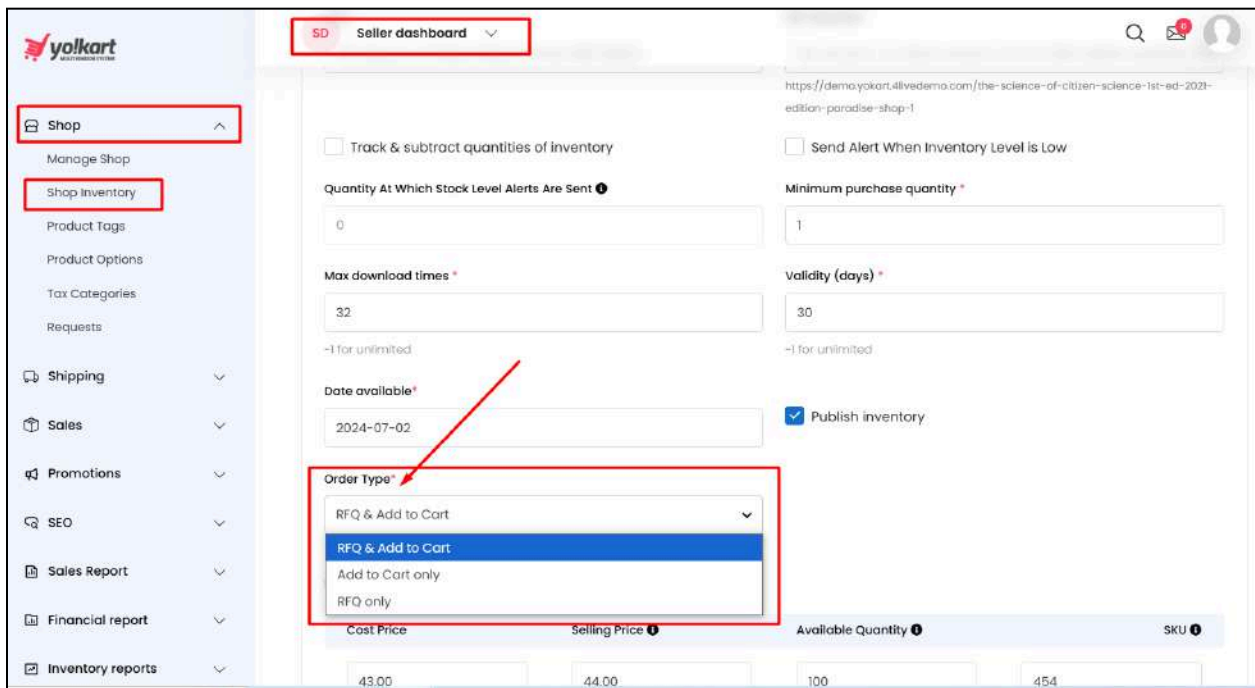 yo!kart
SD Seller dashboard
0
https://demo.yokart.4livedemo.com/the-science-of-citizen-science-1st-ed-2021-
edition-paradise-shop-1
Shop
Manage Shop
Shop Inventory
Product Tags
Product Options
Tax Categories
Requests
Shipping
Sales
Promotions
SEO
Sales Report
Financial report
Inventory reports
Track & subtract quantities of inventory
Send Alert When Inventory Level is Low
Quantity At Which Stock Level Alerts Are Sent
Minimum purchase quantity *
0
1
Max download times *
Validity (days) *
32
30
-1 for unlimited
-1 for unlimited
Date available*
2024-07-02
Publish inventory
Order Type*
RFQ & Add to Cart
RFQ & Add to Cart
Add to Cart only
RFQ only
Cost Price Selling Price Available Quantity SKU
43.00 44.00 100 454